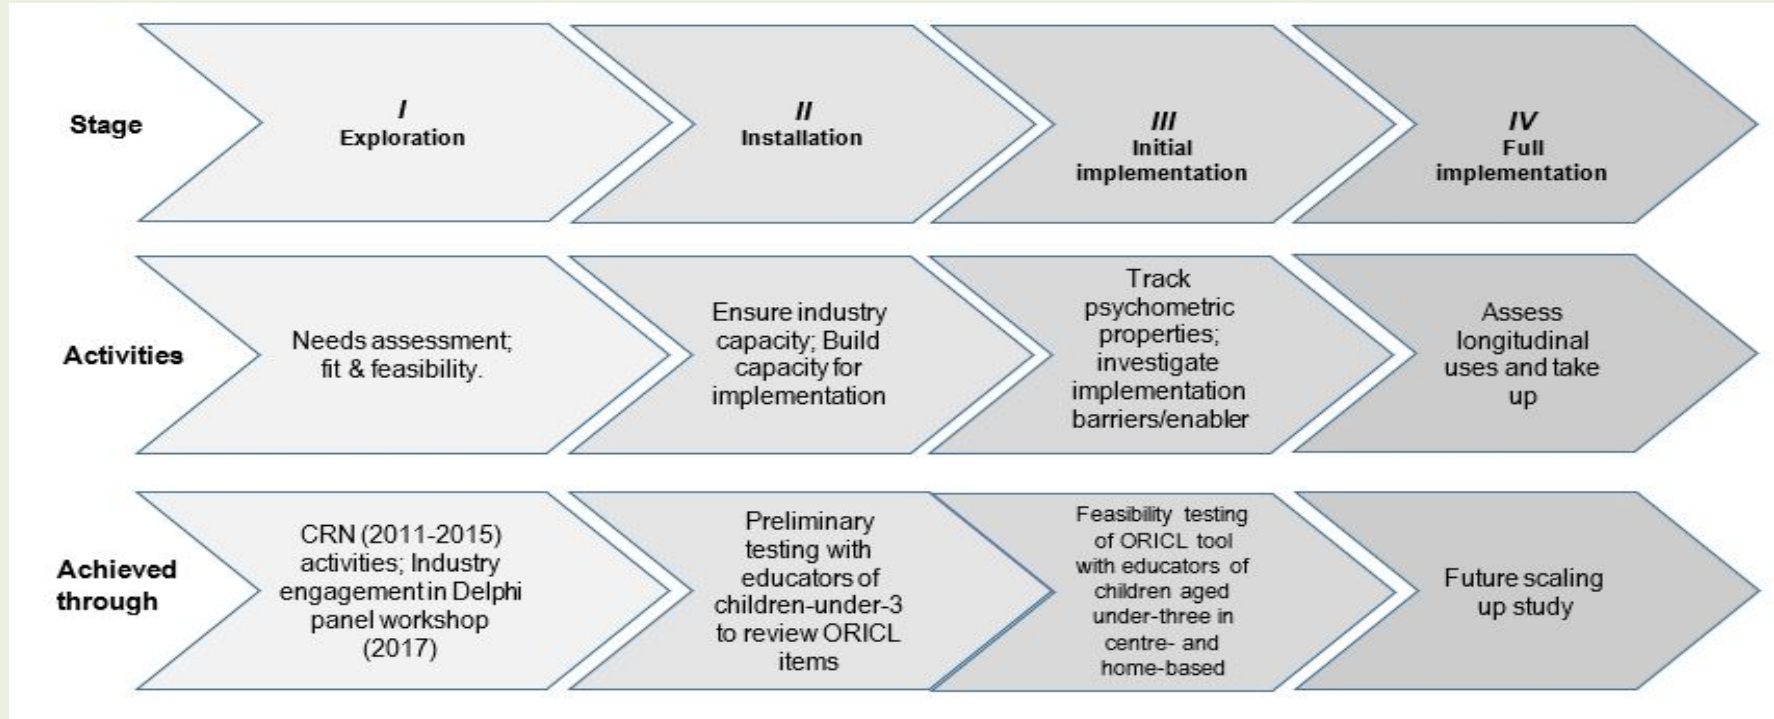 Stage
I
Exploration
II
Installation
III
Initial
implementation
IV
Full
implementation
Activities
Needs assessment;
fit & feasibility.
Ensure industry
capacity; Build
capacity for
implementation
Track
psychometric
properties;
investigate
implementation
barriers/enabler
Assess
longitudinal
uses and take
up
Achieved
through
CRN (2011-2015)
activities; Industry
engagement in Delphi
panel workshop
(2017)
Preliminary
testing with
educators of
children-under-3
to review ORICL
items
Feasibility testing
of ORICL tool
with educators of
children aged
under-three in
centre- and
home-based
Future scaling
up study